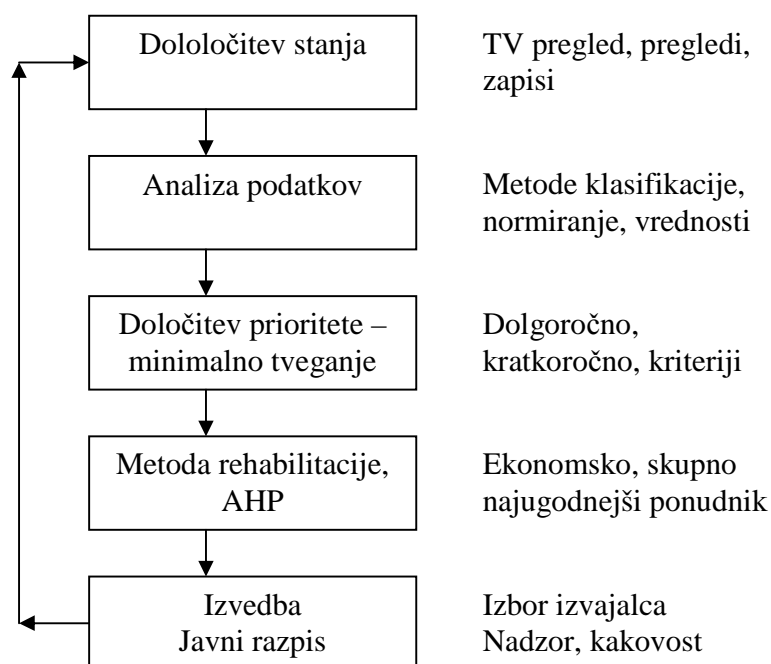 Dololočitev stanja
TV pregled, pregledi,
zapisi
Analiza podatkov
Metode klasifikacije,
normiranje, vrednosti
Določitev prioritete –
minimalno tveganje
Dolgoročno,
kratkoročno, kriteriji
Metoda rehabilitacije,
AHP
Ekonomsko, skupno
najugodnejši ponudnik
Izvedba
Javni razpis
Izbor izvajalca
Nadzor, kakovost